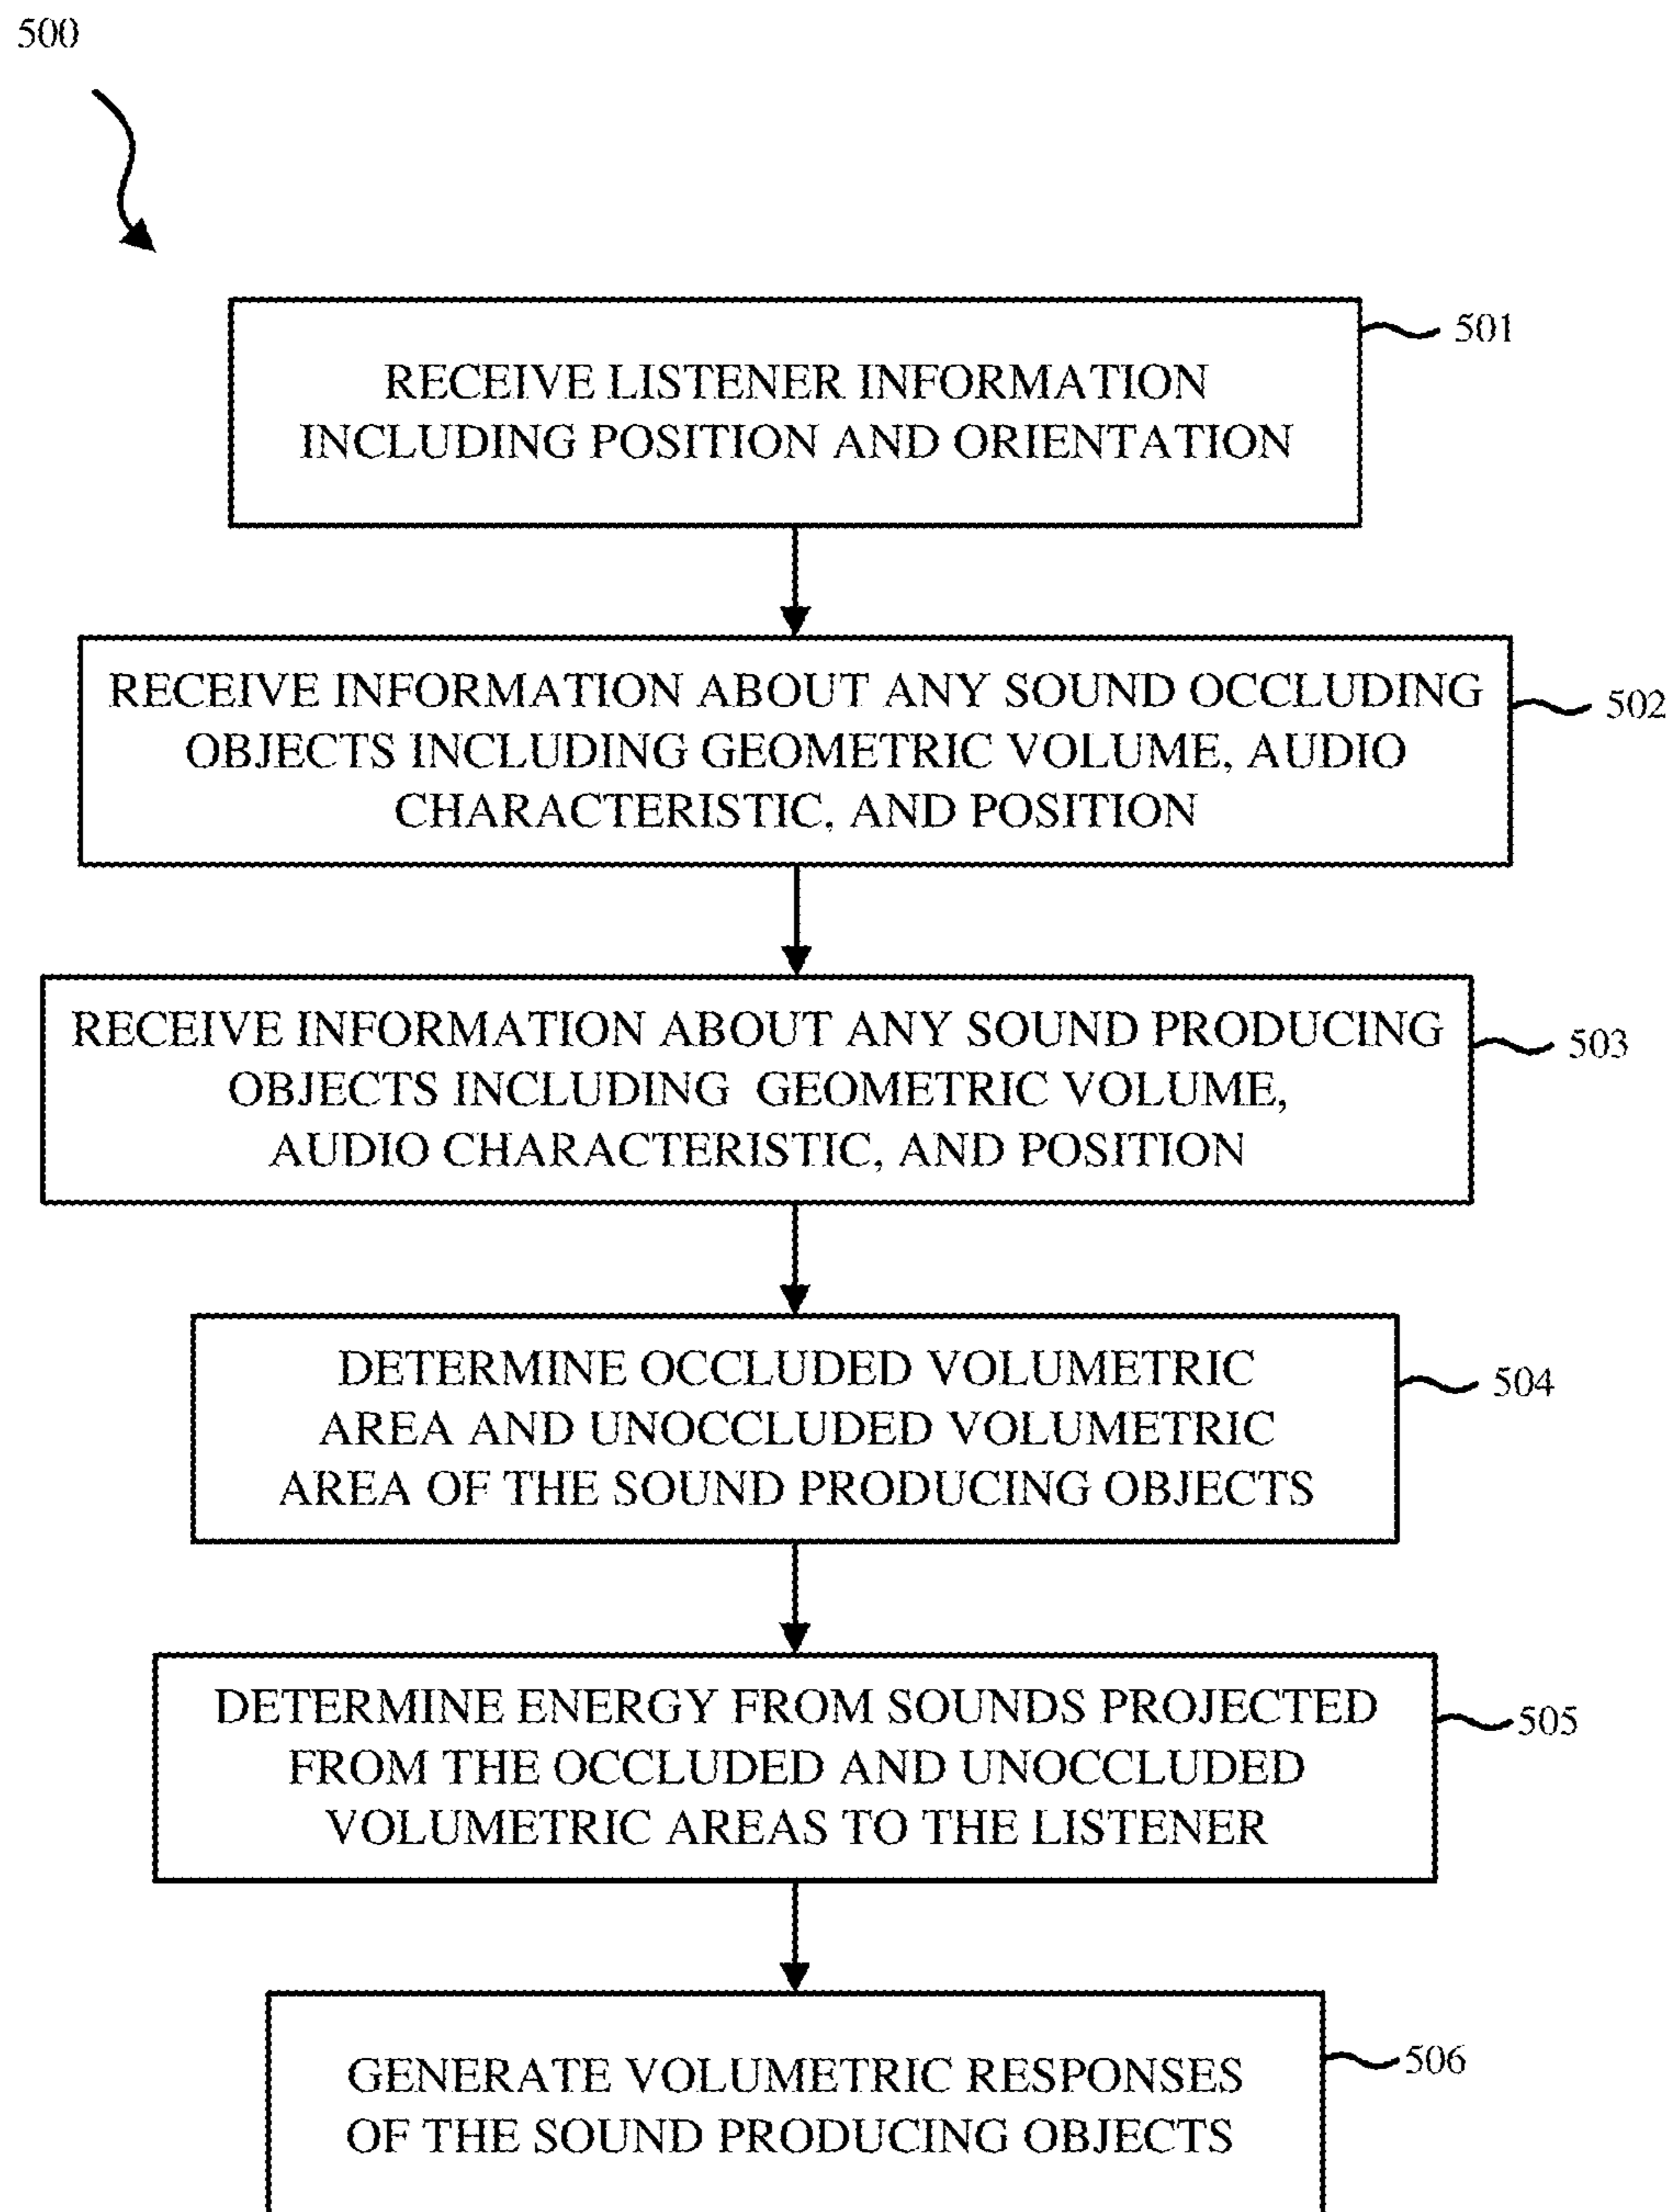 500
501
RECEIVE LISTENER INFORMATION
INCLUDING POSITION AND ORIENTATION
RECEIVE INFORMATION ABOUT ANY SOUND OCCLUDING
OBJECTS INCLUDING GEOMETRIC VOLUME, AUDIO
CHARACTERISTIC, AND POSITION
502
RECEIVE INFORMATION ABOUT ANY SOUND PRODUCING
OBJECTS INCLUDING GEOMETRIC VOLUME,
AUDIO CHARACTERISTIC, AND POSITION
503
DETERMINE OCCLUDED VOLUMETRIC
AREA AND UNOCCLUDED VOLUMETRIC
AREA OF THE SOUND PRODUCING OBJECTS
504
DETERMINE ENERGY FROM SOUNDS PROJECTED
FROM THE OCCLUDED AND UNOCCLUDED
VOLUMETRIC AREAS TO THE LISTENER
505
GENERATE VOLUMETRIC RESPONSES
OF THE SOUND PRODUCING OBJECTS
506